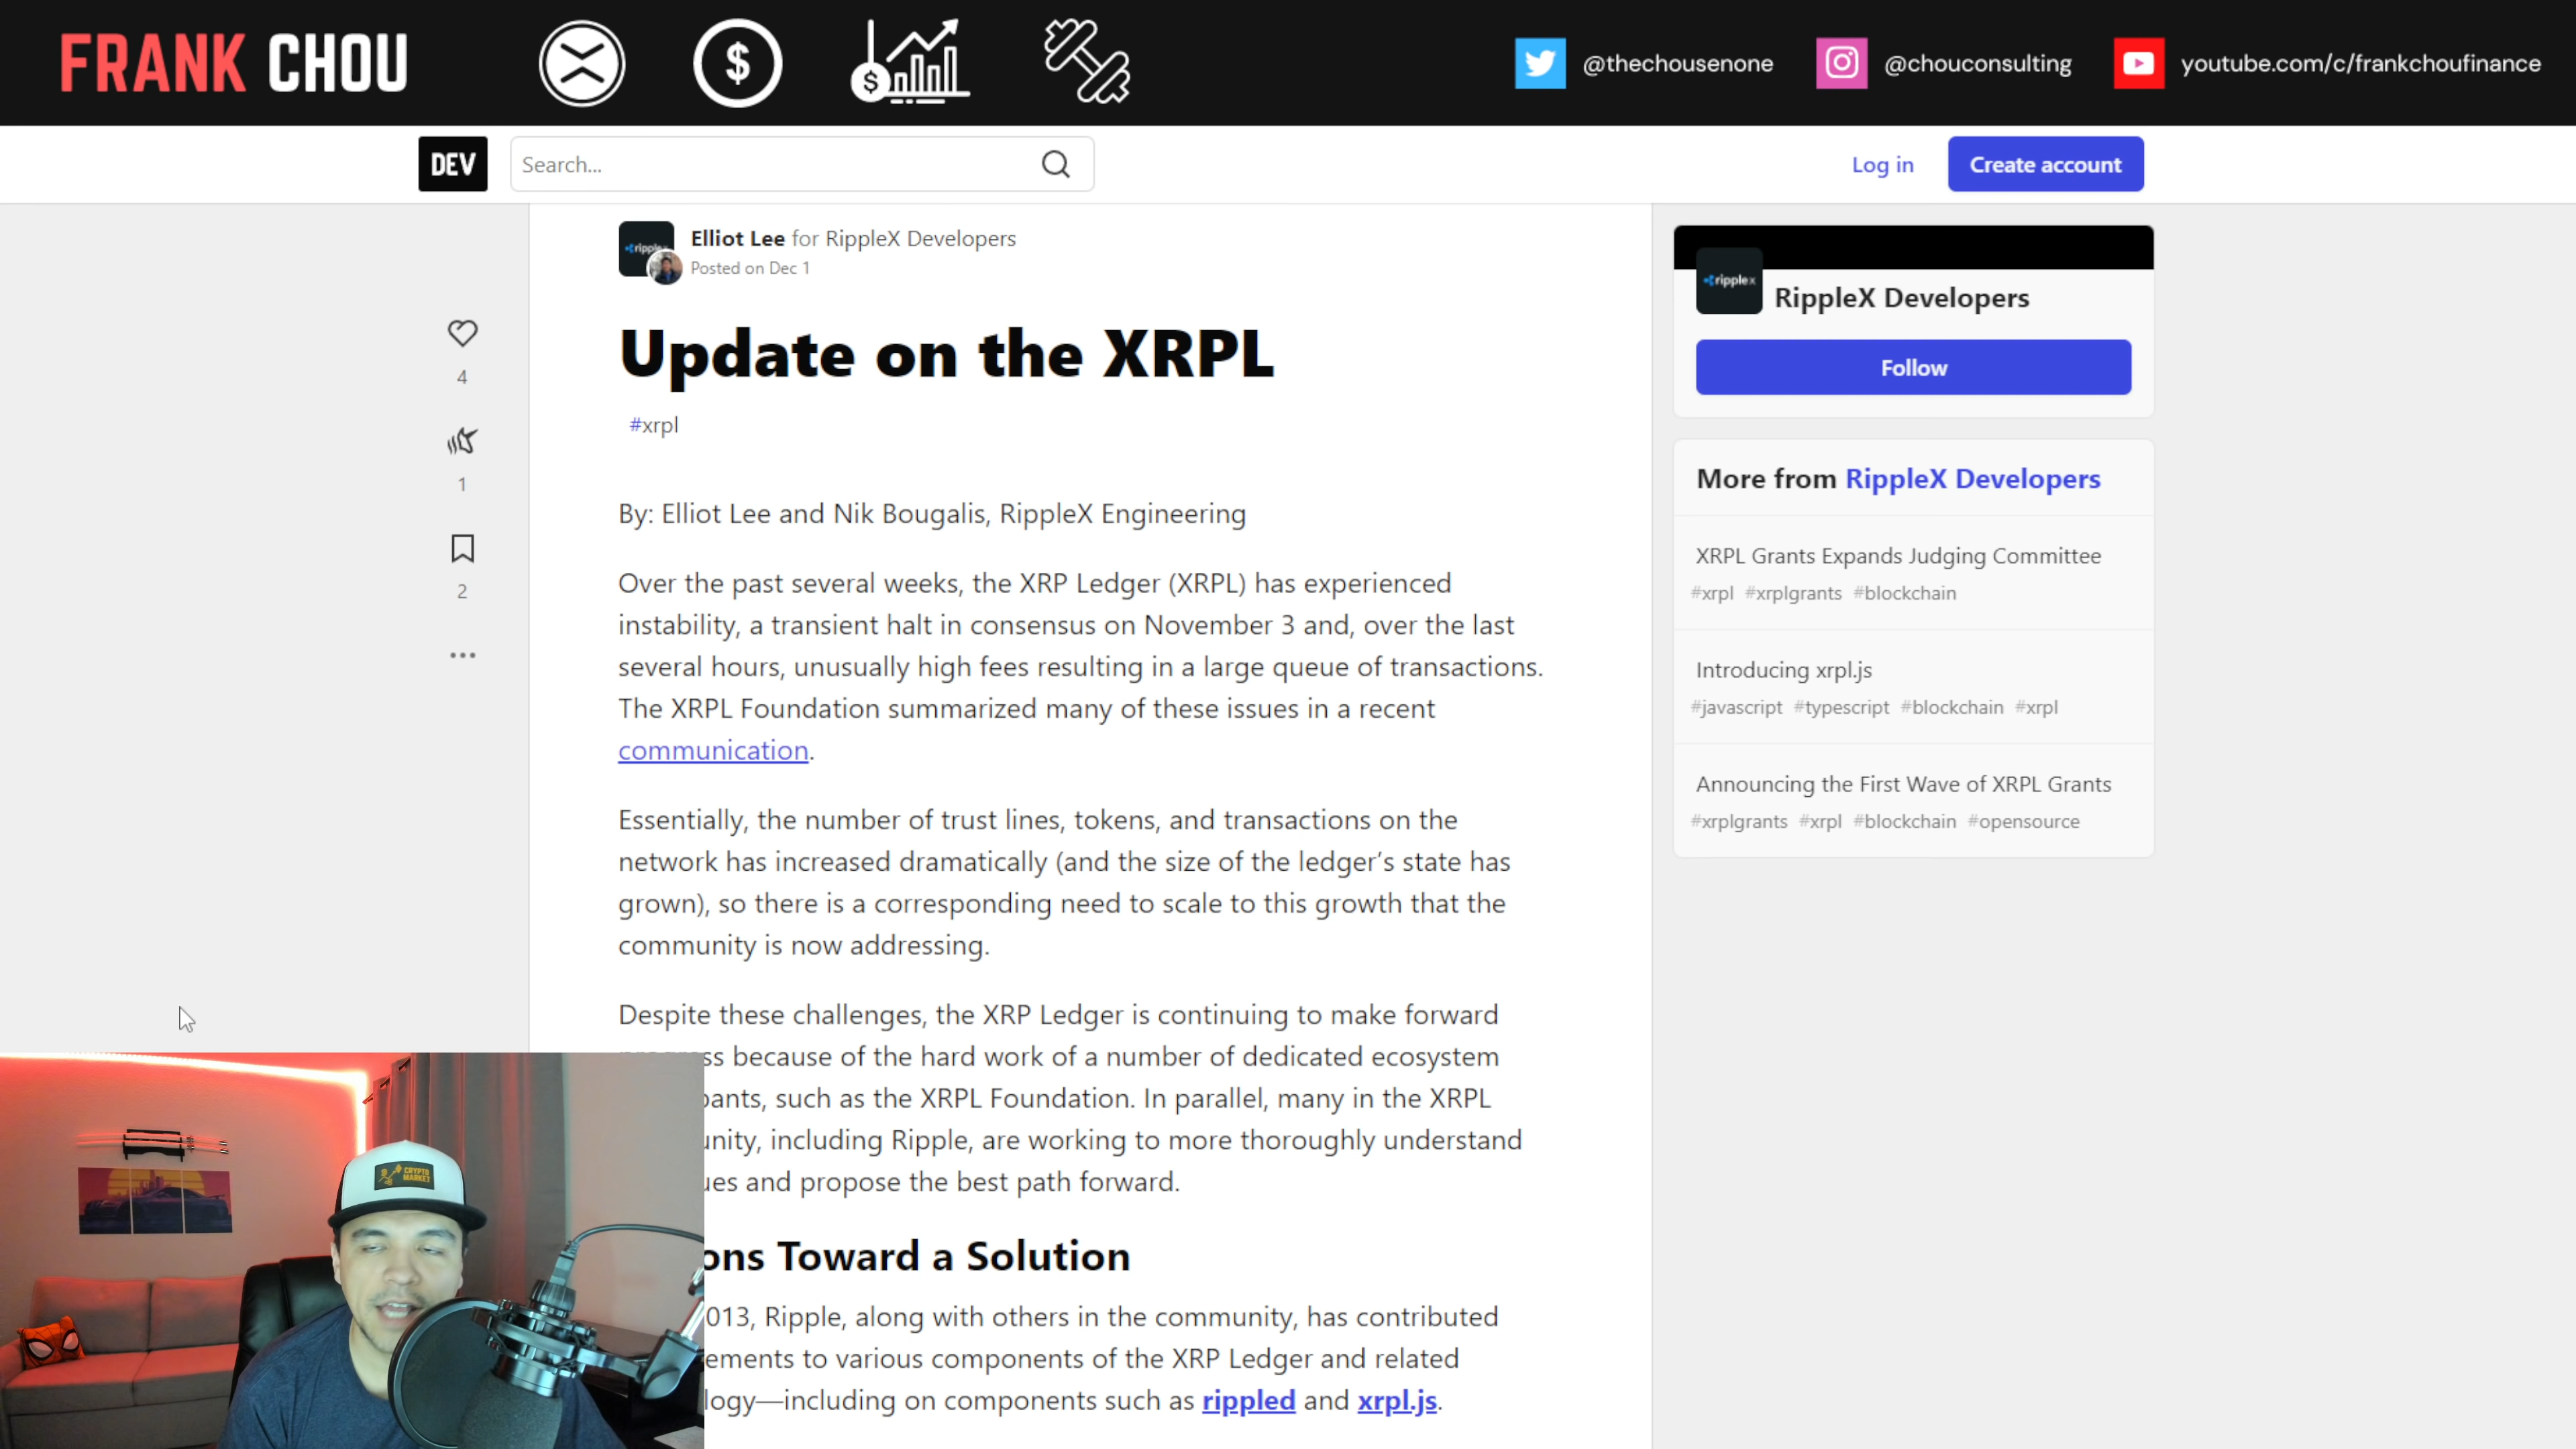 FRANK CHOU
@thechousenone
@chouconsulting
youtube.com/c/frankchoufinance
DEV
Search...
Log in
Create account
Elliot Lee for RippleX Developers
Posted on Dec 1
Update on the XRPL
#xrpl
4
1
2
By: Elliot Lee and Nik Bougalis, RippleX Engineering
Over the past several weeks, the XRP Ledger (XRPL) has experienced
instability, a transient halt in consensus on November 3 and, over the last
several hours, unusually high fees resulting in a large queue of transactions.
The XRPL Foundation summarized many of these issues in a recent
communication.
Essentially, the number of trust lines, tokens, and transactions on the
network has increased dramatically (and the size of the ledger's state has
grown), so there is a corresponding need to scale to this growth that the
community is now addressing.
Despite these challenges, the XRP Ledger is continuing to make forward
because of the hard work of a number of dedicated ecosystem
pants, such as the XRPL Foundation. In parallel, many in the XRPL
unity, including Ripple, are working to more thoroughly understand
ues and propose the best path forward.
ons Toward a Solution
013, Ripple, along with others in the community, has contributed
ements to various components of the XRP Ledger and related
logy—including on components such as rippled and xrpl.js.
ripplex
RippleX Developers
Follow
More from RippleX Developers
XRPL Grants Expands Judging Committee
#xrpl #xrplgrants #blockchain
Introducing xrpl.js
#javascript #typescript #blockchain #xrpl
Announcing the First Wave of XRPL Grants
#xrplgrants #xrpl #blockchain #opensource
CRYPTO
MARKET